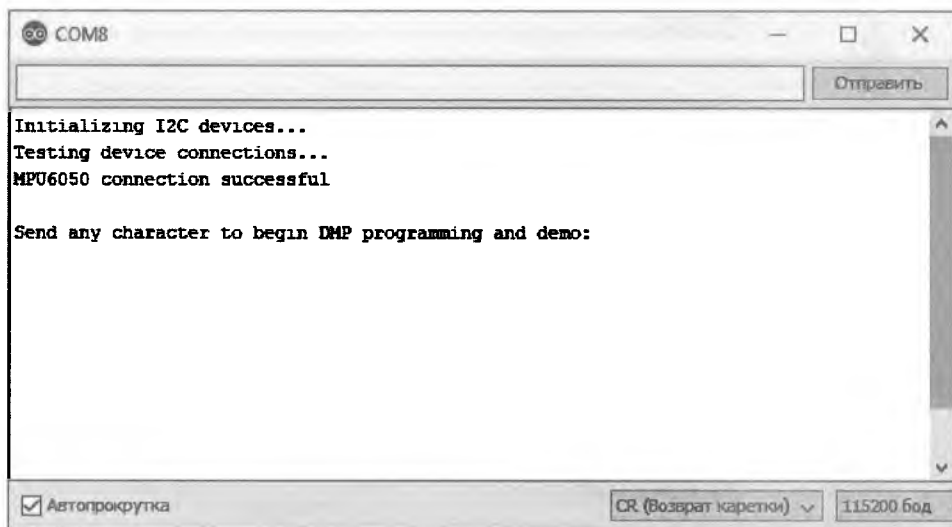 COM8
Отправить
Initializing I2C devices...
Testing device connections...
MPU6050 connection successful
Send any character to begin DMP programming and demo:
Автопрокрутка
CR (Возврат каретки)
115200 бод